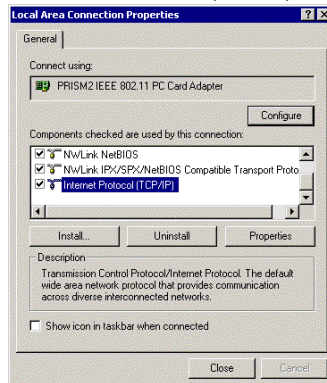 Local Area Connection Properties
General
Connect using:
PRISM2 IEEE 802.11 PC Card Adapter
Configure
Components checked are used by this connection:
NWLink NetBIOS
NWLink IPX/SPX/NetBIOS Compatible Transport Proto
Internet Protocol (TCP/IP)
Install... Uninstall Properties
Description
Transmission Control Protocol/Internet Protocol. The default
wide area network protocol that provides communication
across diverse interconnected networks.
Show icon in taskbar when connected
Close Cancel